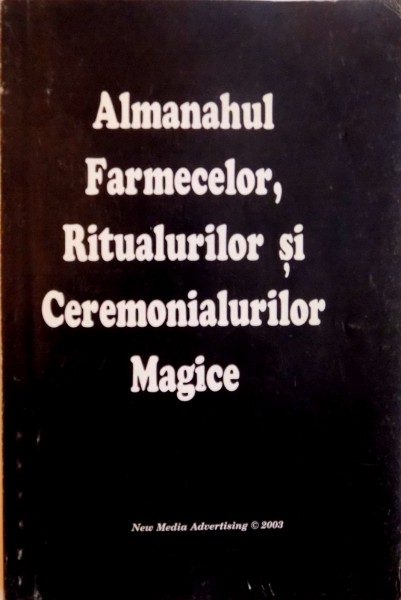 Almanahul
Farmecelor,
Ritualurilor și
Ceremonialurilor
Magice
New Media Advertising © 2003